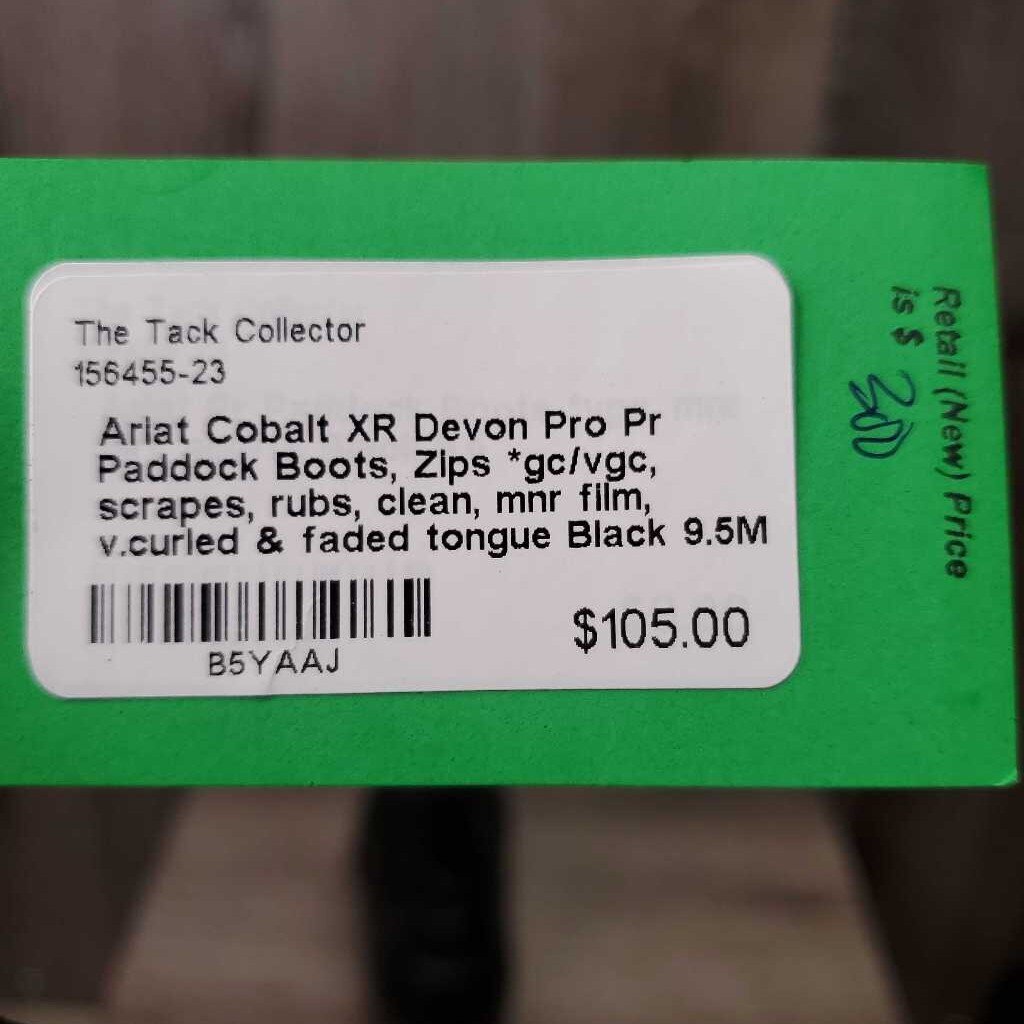 The Tack Collector
156455-23
Ariat Cobalt XR Devon Pro Pr
Paddock Boots, Zips *gc/vgc,
scrapes, rubs, clean, mnr film,
v.curled & faded tongue Black 9.5M
B5YAAJ
$105.00
Retail (New) Price
is $ 300